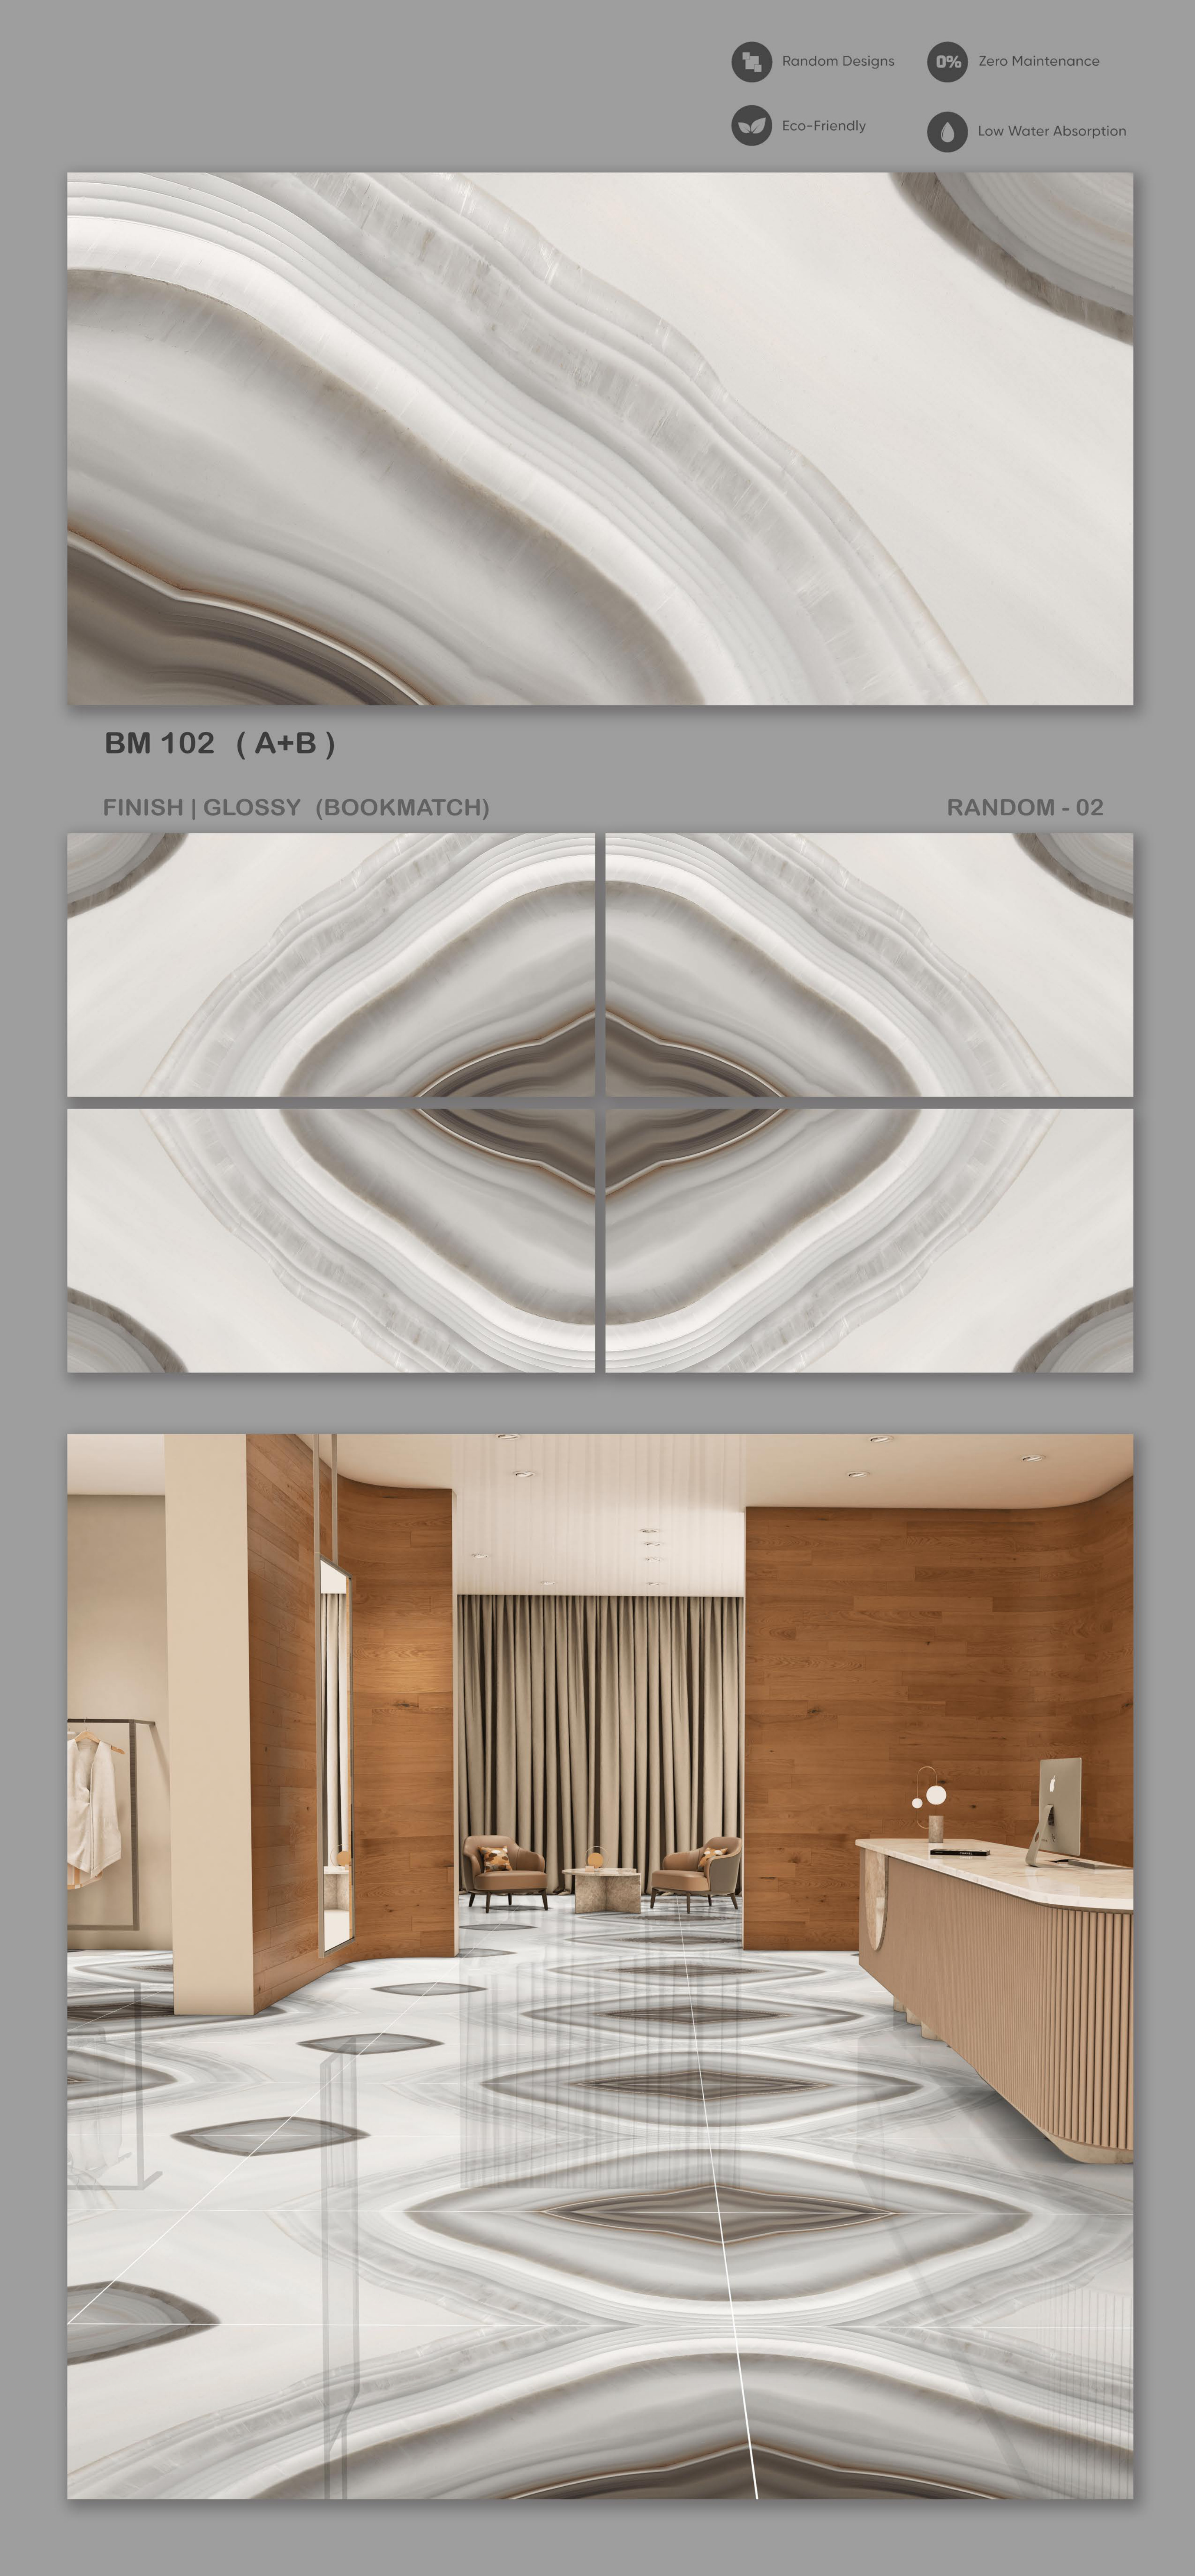 Random Designs
0% Zero Maintenance
Eco-Friendly
Low Water Absorption
BM 102 ( A+B )
FINISH | GLOSSY (BOOKMATCH)
RANDOM - 02